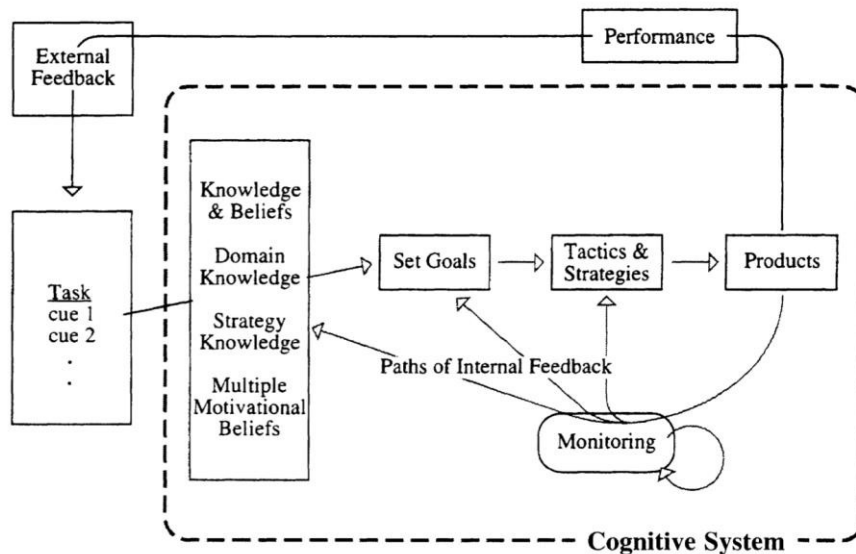 Performance
External
Feedback
Knowledge
& Beliefs
Domain
Knowledge
Strategy
Knowledge
Multiple
Motivational
Beliefs
Task
cue 1
cue 2
.
.
Set Goals
Tactics &
Strategies
Products
Paths of Internal Feedback
Monitoring
Cognitive System